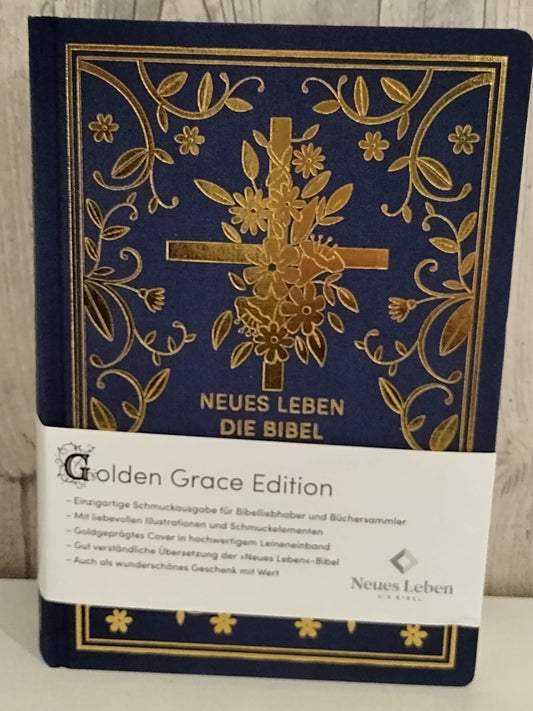 NEUES LEBEN
DIE BIBEL
Golden Grace Edition
- Einzigartige Schmuckausgabe für Bibelliebhaber und Büchersammler
- Mit liebevollen Illustrationen und Schmuckelementen
- Goldgeprägtes Cover in hochwertigem Leineneinband
- Gut verständliche Übersetzung der »Neues Leben«-Bibel
- Auch als wunderschönes Geschenk mit Wert
Neues Leben
DIE BIBEL